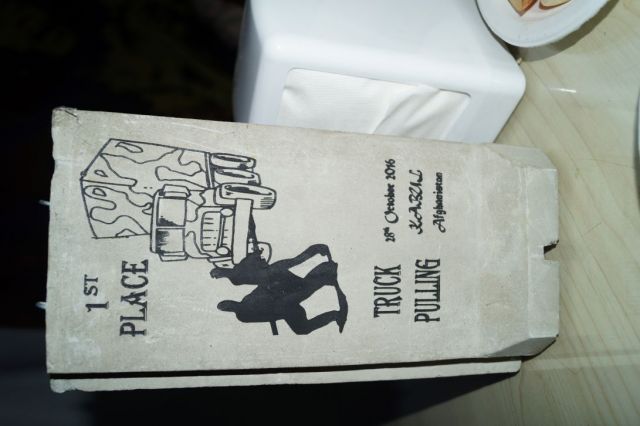 1ST
PLACE
TRUCK
PULLING
28th October 2016
KABUL
Afghanistan